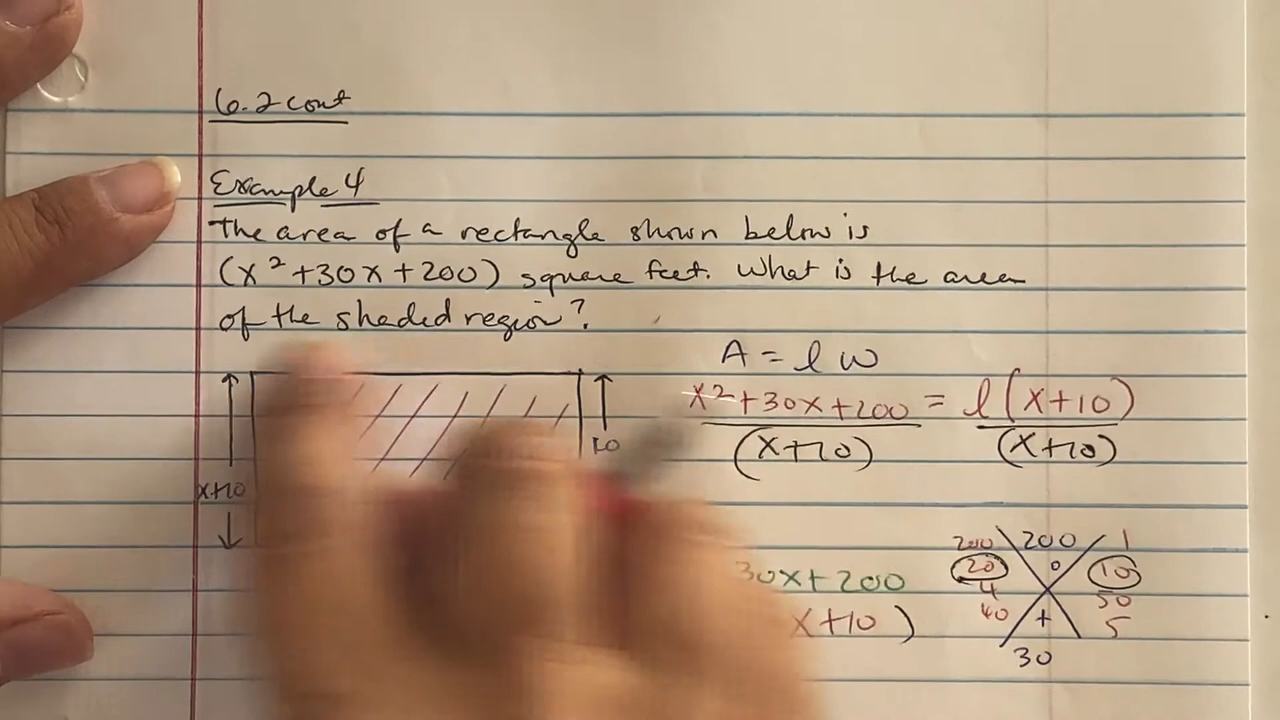 6.2 cont
Example 4
The area of a rectangle shown below is
(x²+30x+200) square feet. What is the area
of the shaded region?
A = l w
x²+30x+200 = l(x+10)
(x+10) (x+10)
10
x+10
30x+200
x+10)
200 200 1
20 10
4 50
40 + 5
30